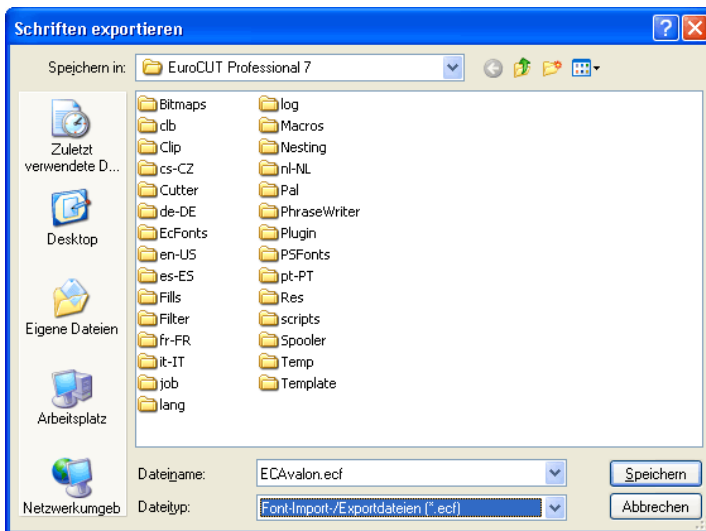 Schriften exportieren
Speichern in:
EuroCUT Professional 7
Zuletzt
verwendete D...
Desktop
Eigene Dateien
Arbeitsplatz
Netzwerkumgeb
Bitmaps
clb
Clip
cs-CZ
Cutter
de-DE
EcFonts
en-US
es-ES
Fills
Filter
fr-FR
it-IT
job
lang
log
Macros
Nesting
nl-NL
Pal
PhraseWriter
Plugin
PSFonts
pt-PT
Res
scripts
Spooler
Temp
Template
Dateiname:
ECAvalon.ecf
Speichern
Dateityp:
Font-Import-/Exportdateien (*.ecf)
Abbrechen